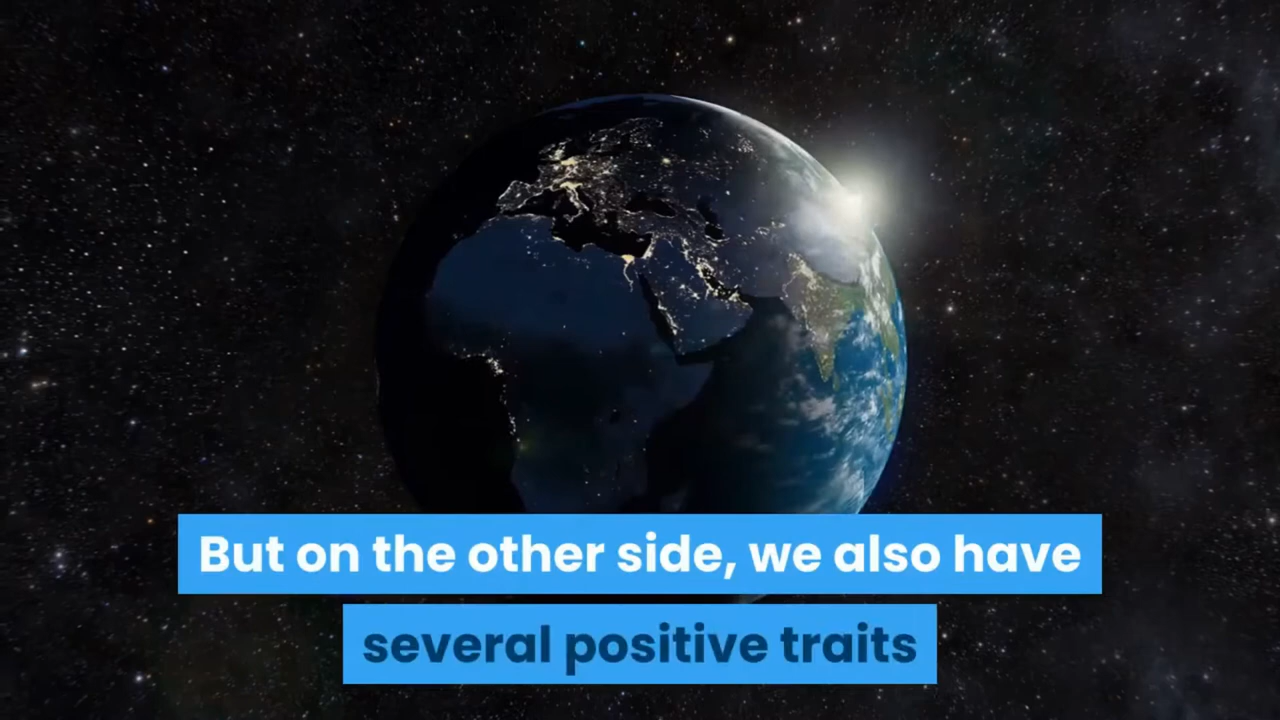 But on the other side, we also have
several positive traits